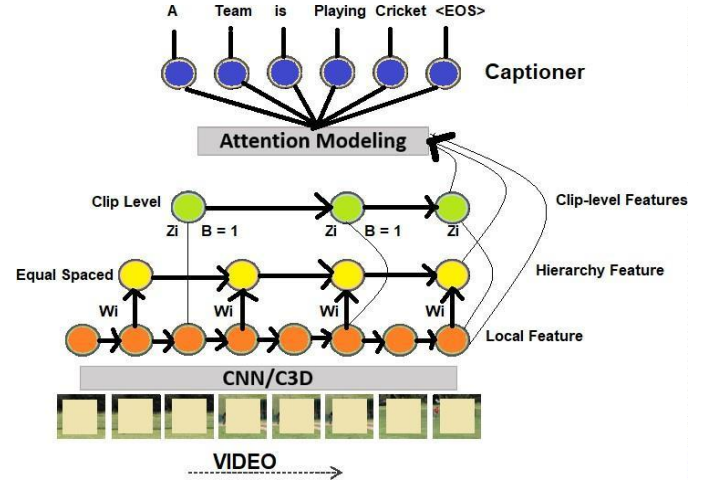 A Team is Playing Cricket <EOS>
Captioner
Attention Modeling
Clip Level
Clip-level Features
Zi B = 1 Zi B = 1 Zi
Equal Spaced
Hierarchy Feature
Wi Wi Wi Wi
Local Feature
CNN/C3D
VIDEO